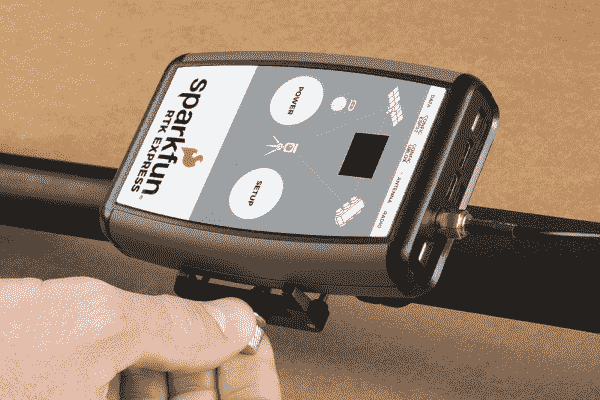 sparkfun
RTK EXPRESS
POWER
SETUP
DATA
ANTENNA
RADIO